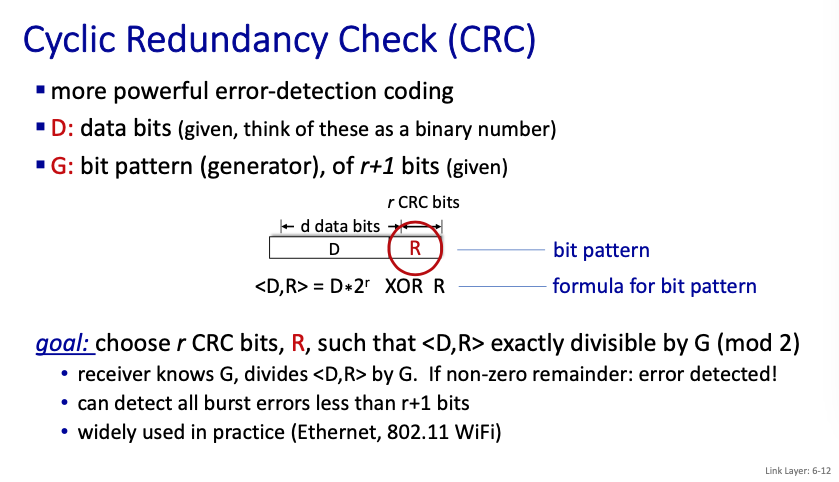 Cyclic Redundancy Check (CRC)
▪ more powerful error-detection coding
▪ D: data bits (given, think of these as a binary number)
▪ G: bit pattern (generator), of r+1 bits (given)
r CRC bits
d data bits
D R bit pattern
<D,R> = D*2ʳ XOR R formula for bit pattern
goal: choose r CRC bits, R, such that <D,R> exactly divisible by G (mod 2)
• receiver knows G, divides <D,R> by G. If non-zero remainder: error detected!
• can detect all burst errors less than r+1 bits
• widely used in practice (Ethernet, 802.11 WiFi)
Link Layer: 6-12